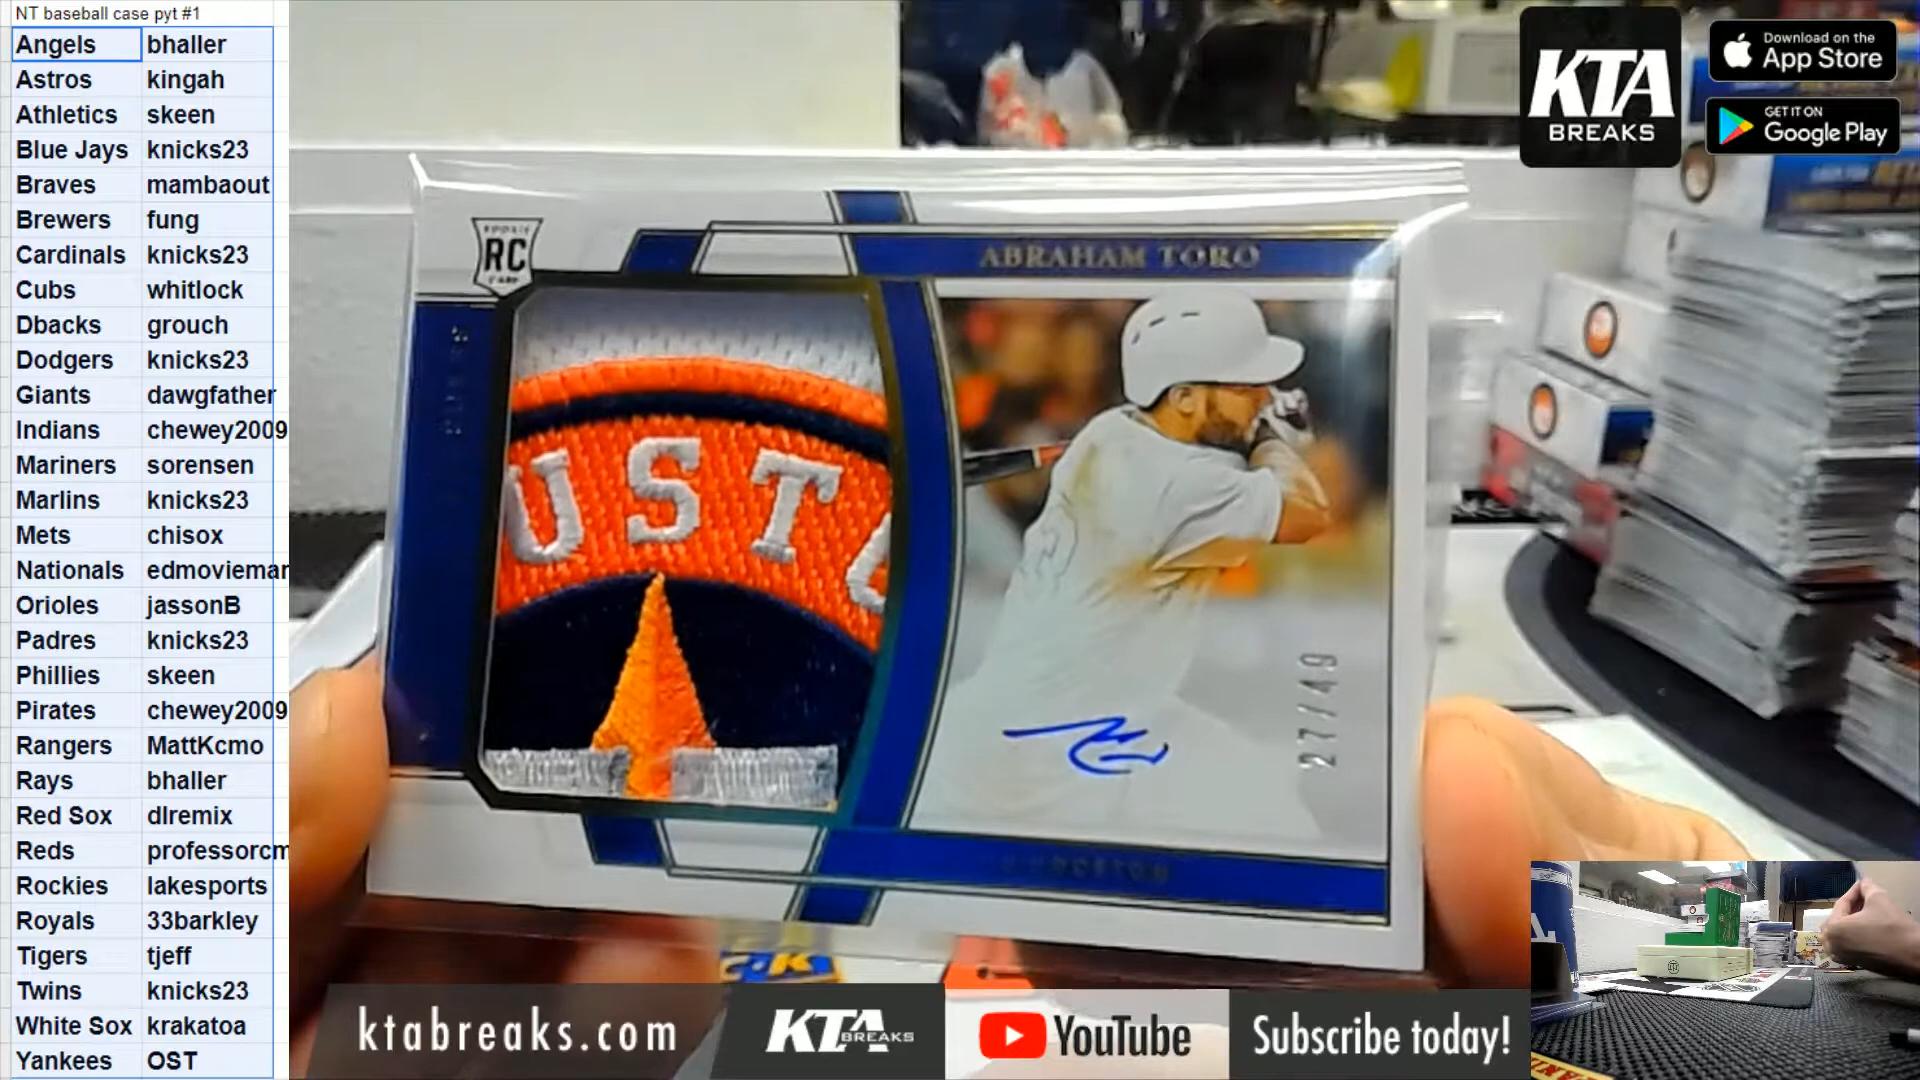 NT baseball case pyt #1
Angels bhaller
Astros kingah
Athletics skeen
Blue Jays knicks23
Braves mambaout
Brewers fung
Cardinals knicks23
Cubs whitlock
Dbacks grouch
Dodgers knicks23
Giants dawgfather
Indians chewey2009
Mariners sorensen
Marlins knicks23
Mets chisox
Nationals edmovieman
Orioles jassonB
Padres knicks23
Phillies skeen
Pirates chewey2009
Rangers MattKcmo
Rays bhaller
Red Sox dlremix
Reds professorcm
Rockies lakesports
Royals 33barkley
Tigers tjeff
Twins knicks23
White Sox krakatoa
Yankees OST
ROOKIE
RC
CARD
ABRAHAM TORO
USTO
27/49
KTA
BREAKS
Download on the
App Store
GET IT ON
Google Play
ktabreaks.com
KTA BREAKS
YouTube
Subscribe today!